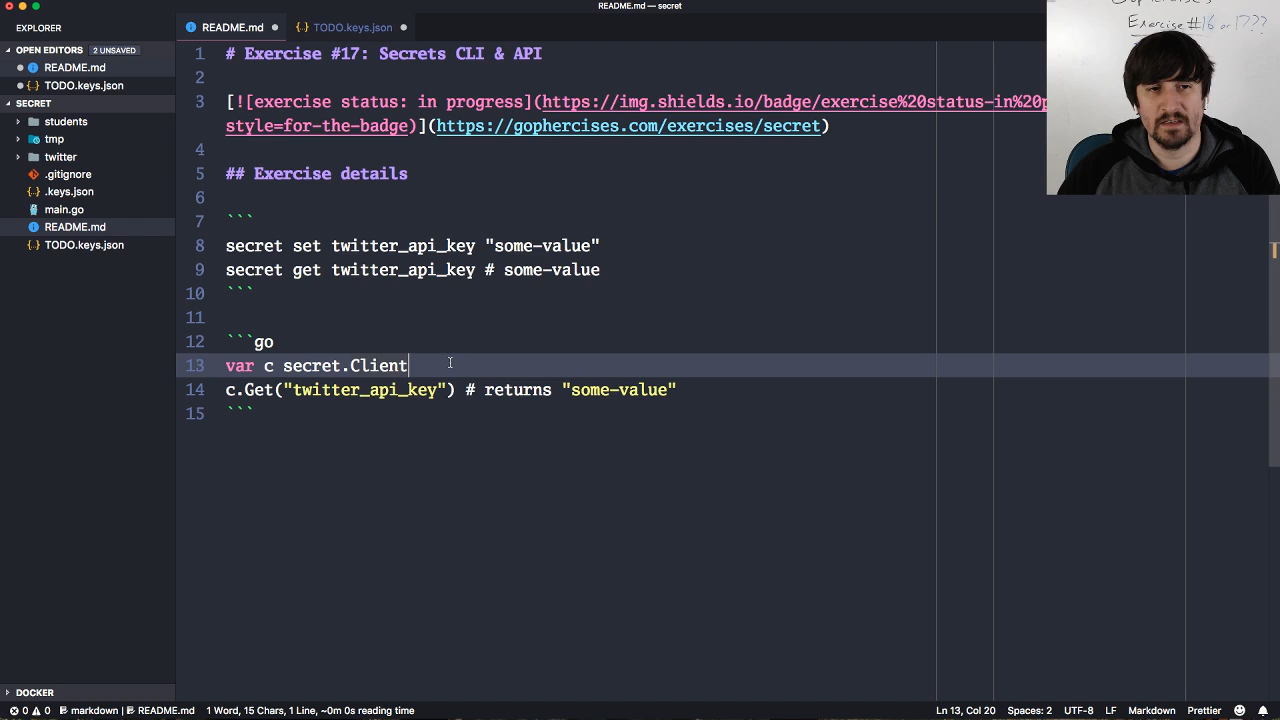 README.md — secret
EXPLORER
README.md
TODO.keys.json
Exercise #16 or 17???
OPEN EDITORS 2 UNSAVED
README.md
TODO.keys.json
SECRET
students
tmp
twitter
.gitignore
.keys.json
main.go
README.md
TODO.keys.json
1 # Exercise #17: Secrets CLI & API
2
3 [![exercise status: in progress](https://img.shields.io/badge/exercise%20status-in%20p
style=for-the-badge)](https://gophercises.com/exercises/secret)
4
5 ## Exercise details
6
7 ```
8 secret set twitter_api_key "some-value"
9 secret get twitter_api_key # some-value
10 ```
11
12 ```go
13 var c secret.Client
14 c.Get("twitter_api_key") # returns "some-value"
15 ```
DOCKER
0 0 markdown | README.md 1 Word, 15 Chars, 1 Line, ~0m 0s reading time Ln 13, Col 20 Spaces: 2 UTF-8 LF Markdown Prettier